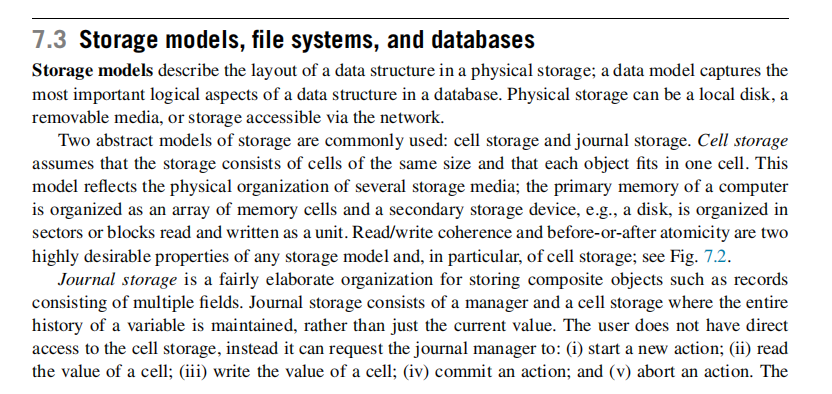 7.3 Storage models, file systems, and databases
Storage models describe the layout of a data structure in a physical storage; a data model captures the
most important logical aspects of a data structure in a database. Physical storage can be a local disk, a
removable media, or storage accessible via the network.
Two abstract models of storage are commonly used: cell storage and journal storage. Cell storage
assumes that the storage consists of cells of the same size and that each object fits in one cell. This
model reflects the physical organization of several storage media; the primary memory of a computer
is organized as an array of memory cells and a secondary storage device, e.g., a disk, is organized in
sectors or blocks read and written as a unit. Read/write coherence and before-or-after atomicity are two
highly desirable properties of any storage model and, in particular, of cell storage; see Fig. 7.2.
Journal storage is a fairly elaborate organization for storing composite objects such as records
consisting of multiple fields. Journal storage consists of a manager and a cell storage where the entire
history of a variable is maintained, rather than just the current value. The user does not have direct
access to the cell storage, instead it can request the journal manager to: (i) start a new action; (ii) read
the value of a cell; (iii) write the value of a cell; (iv) commit an action; and (v) abort an action. The